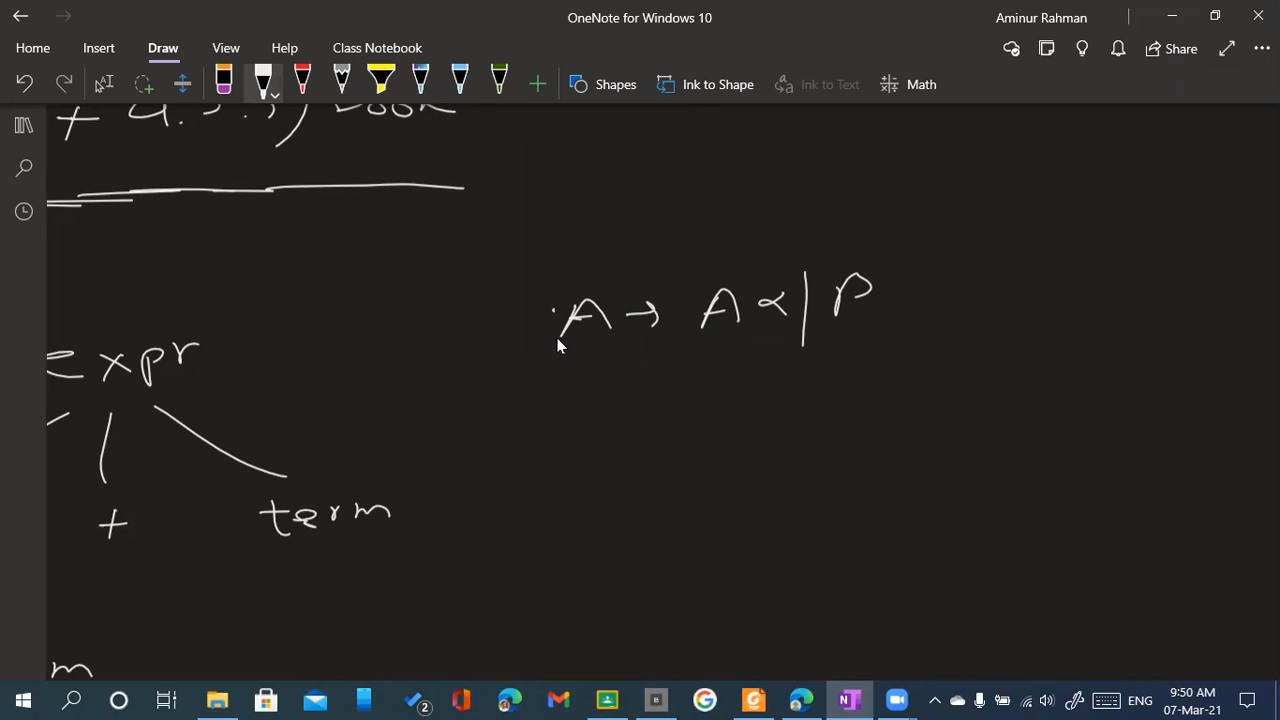 OneNote for Windows 10
Aminur Rahman
Home Insert Draw View Help Class Notebook
Share
Shapes Ink to Shape Ink to Text Math
A → A α | β
expr
+ term
2
ENG
9:50 AM
07-Mar-21